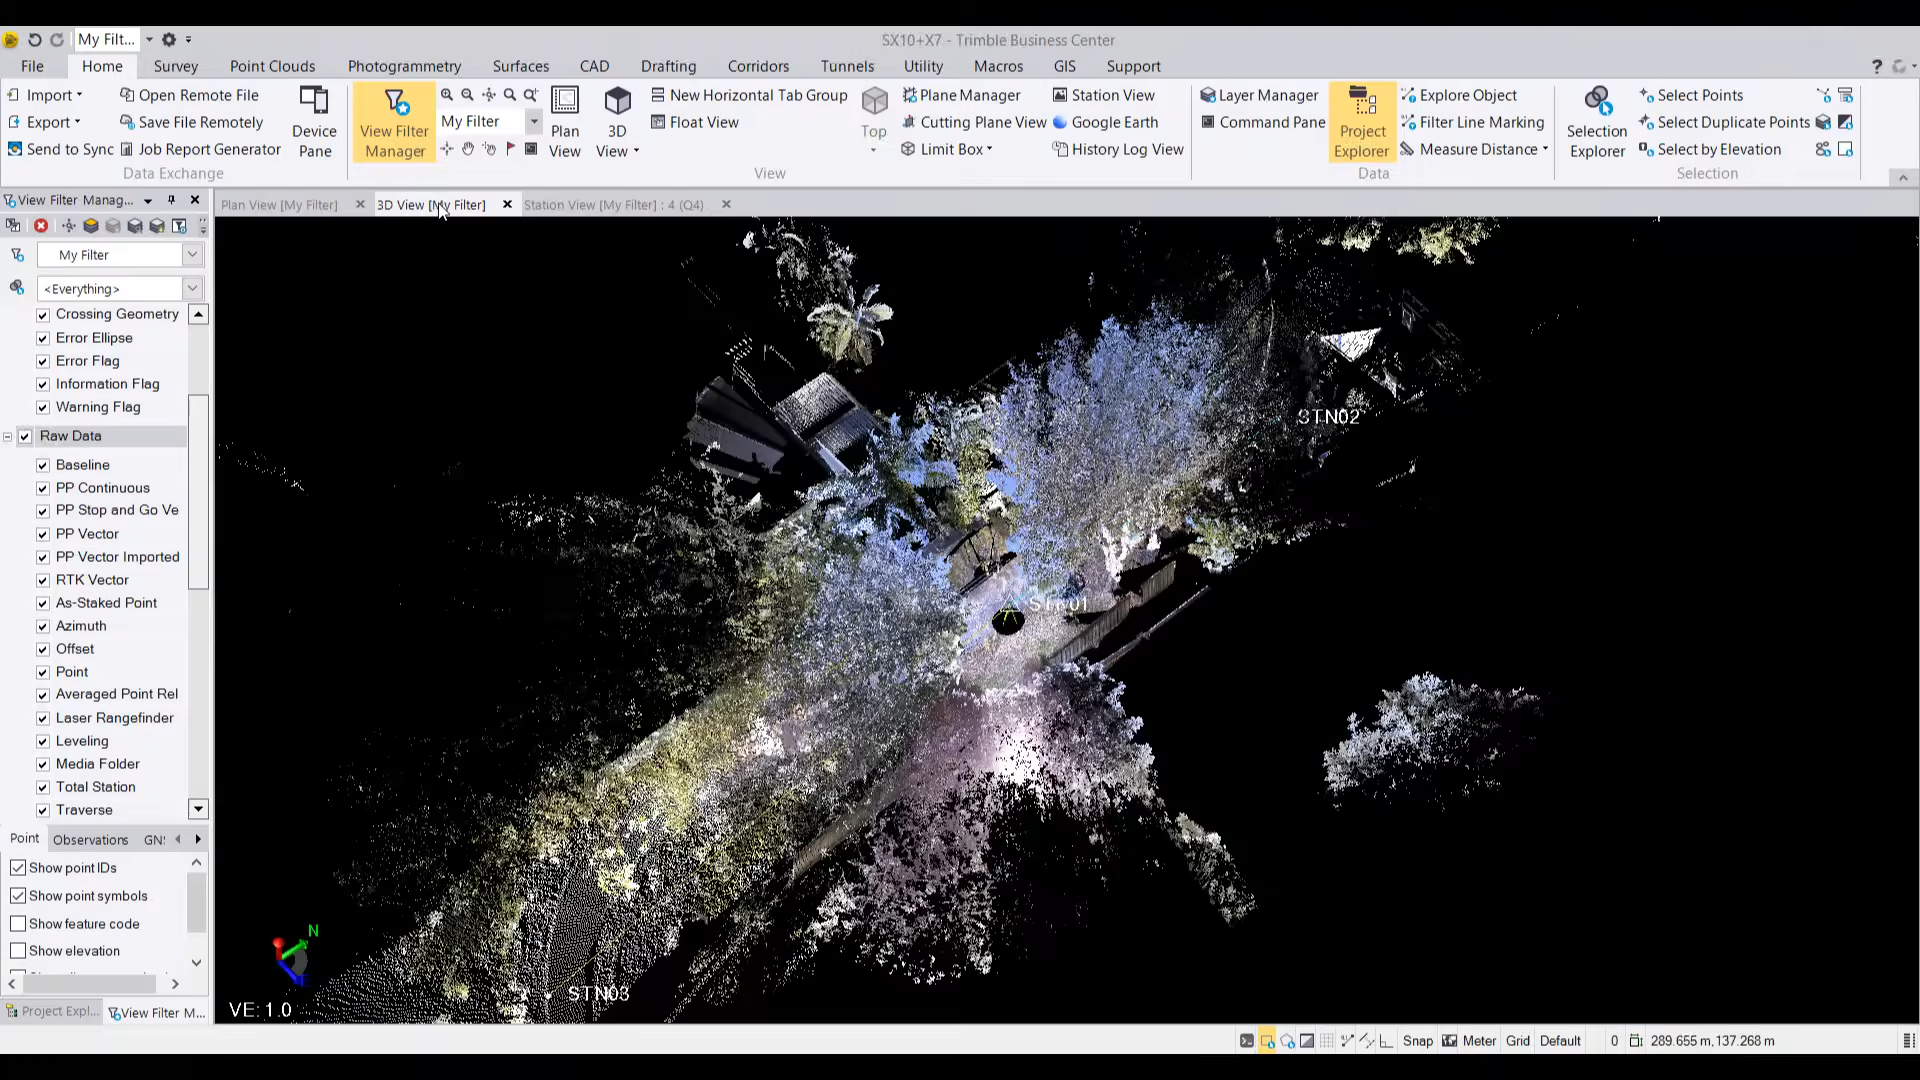 My Filt...
SX10+X7 - Trimble Business Center
File Home Survey Point Clouds Photogrammetry Surfaces CAD Drafting Corridors Tunnels Utility Macros GIS Support
Import
Export
Send to Sync
Open Remote File
Save File Remotely
Job Report Generator
Data Exchange
Device Pane
View Filter Manager
My Filter
Plan View
3D View
New Horizontal Tab Group
Float View
Top
Plane Manager
Cutting Plane View
Limit Box
Station View
Google Earth
History Log View
View
Layer Manager
Command Pane
Project Explorer
Explore Object
Filter Line Marking
Measure Distance
Data
Selection Explorer
Select Points
Select Duplicate Points
Select by Elevation
Selection
View Filter Manag...
Plan View [My Filter]
3D View [My Filter]
Station View [My Filter] : 4 (Q4)
My Filter
<Everything>
Crossing Geometry
Error Ellipse
Error Flag
Information Flag
Warning Flag
Raw Data
Baseline
PP Continuous
PP Stop and Go Ve
PP Vector
PP Vector Imported
RTK Vector
As-Staked Point
Azimuth
Offset
Point
Averaged Point Rel
Laser Rangefinder
Leveling
Media Folder
Total Station
Traverse
Point Observations GN
Show point IDs
Show point symbols
Show feature code
Show elevation
Project Expl...
View Filter M...
STN02
STN01
STN03
N
VE: 1.0
Snap Meter Grid Default 0 289.655 m,137.268 m